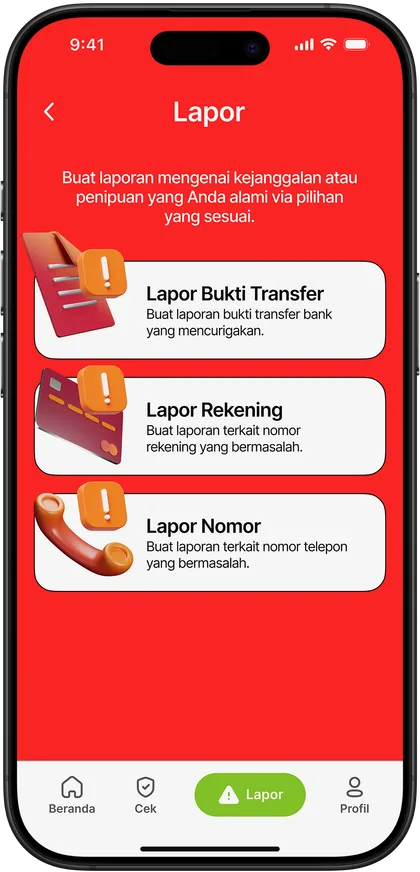 9:41
Lapor
Buat laporan mengenai kejanggalan atau
penipuan yang Anda alami via pilihan
yang sesuai.
Lapor Bukti Transfer
Buat laporan bukti transfer bank
yang mencurigakan.
Lapor Rekening
Buat laporan terkait nomor
rekening yang bermasalah.
Lapor Nomor
Buat laporan terkait nomor telepon
yang bermasalah.
Beranda
Cek
Lapor
Profil